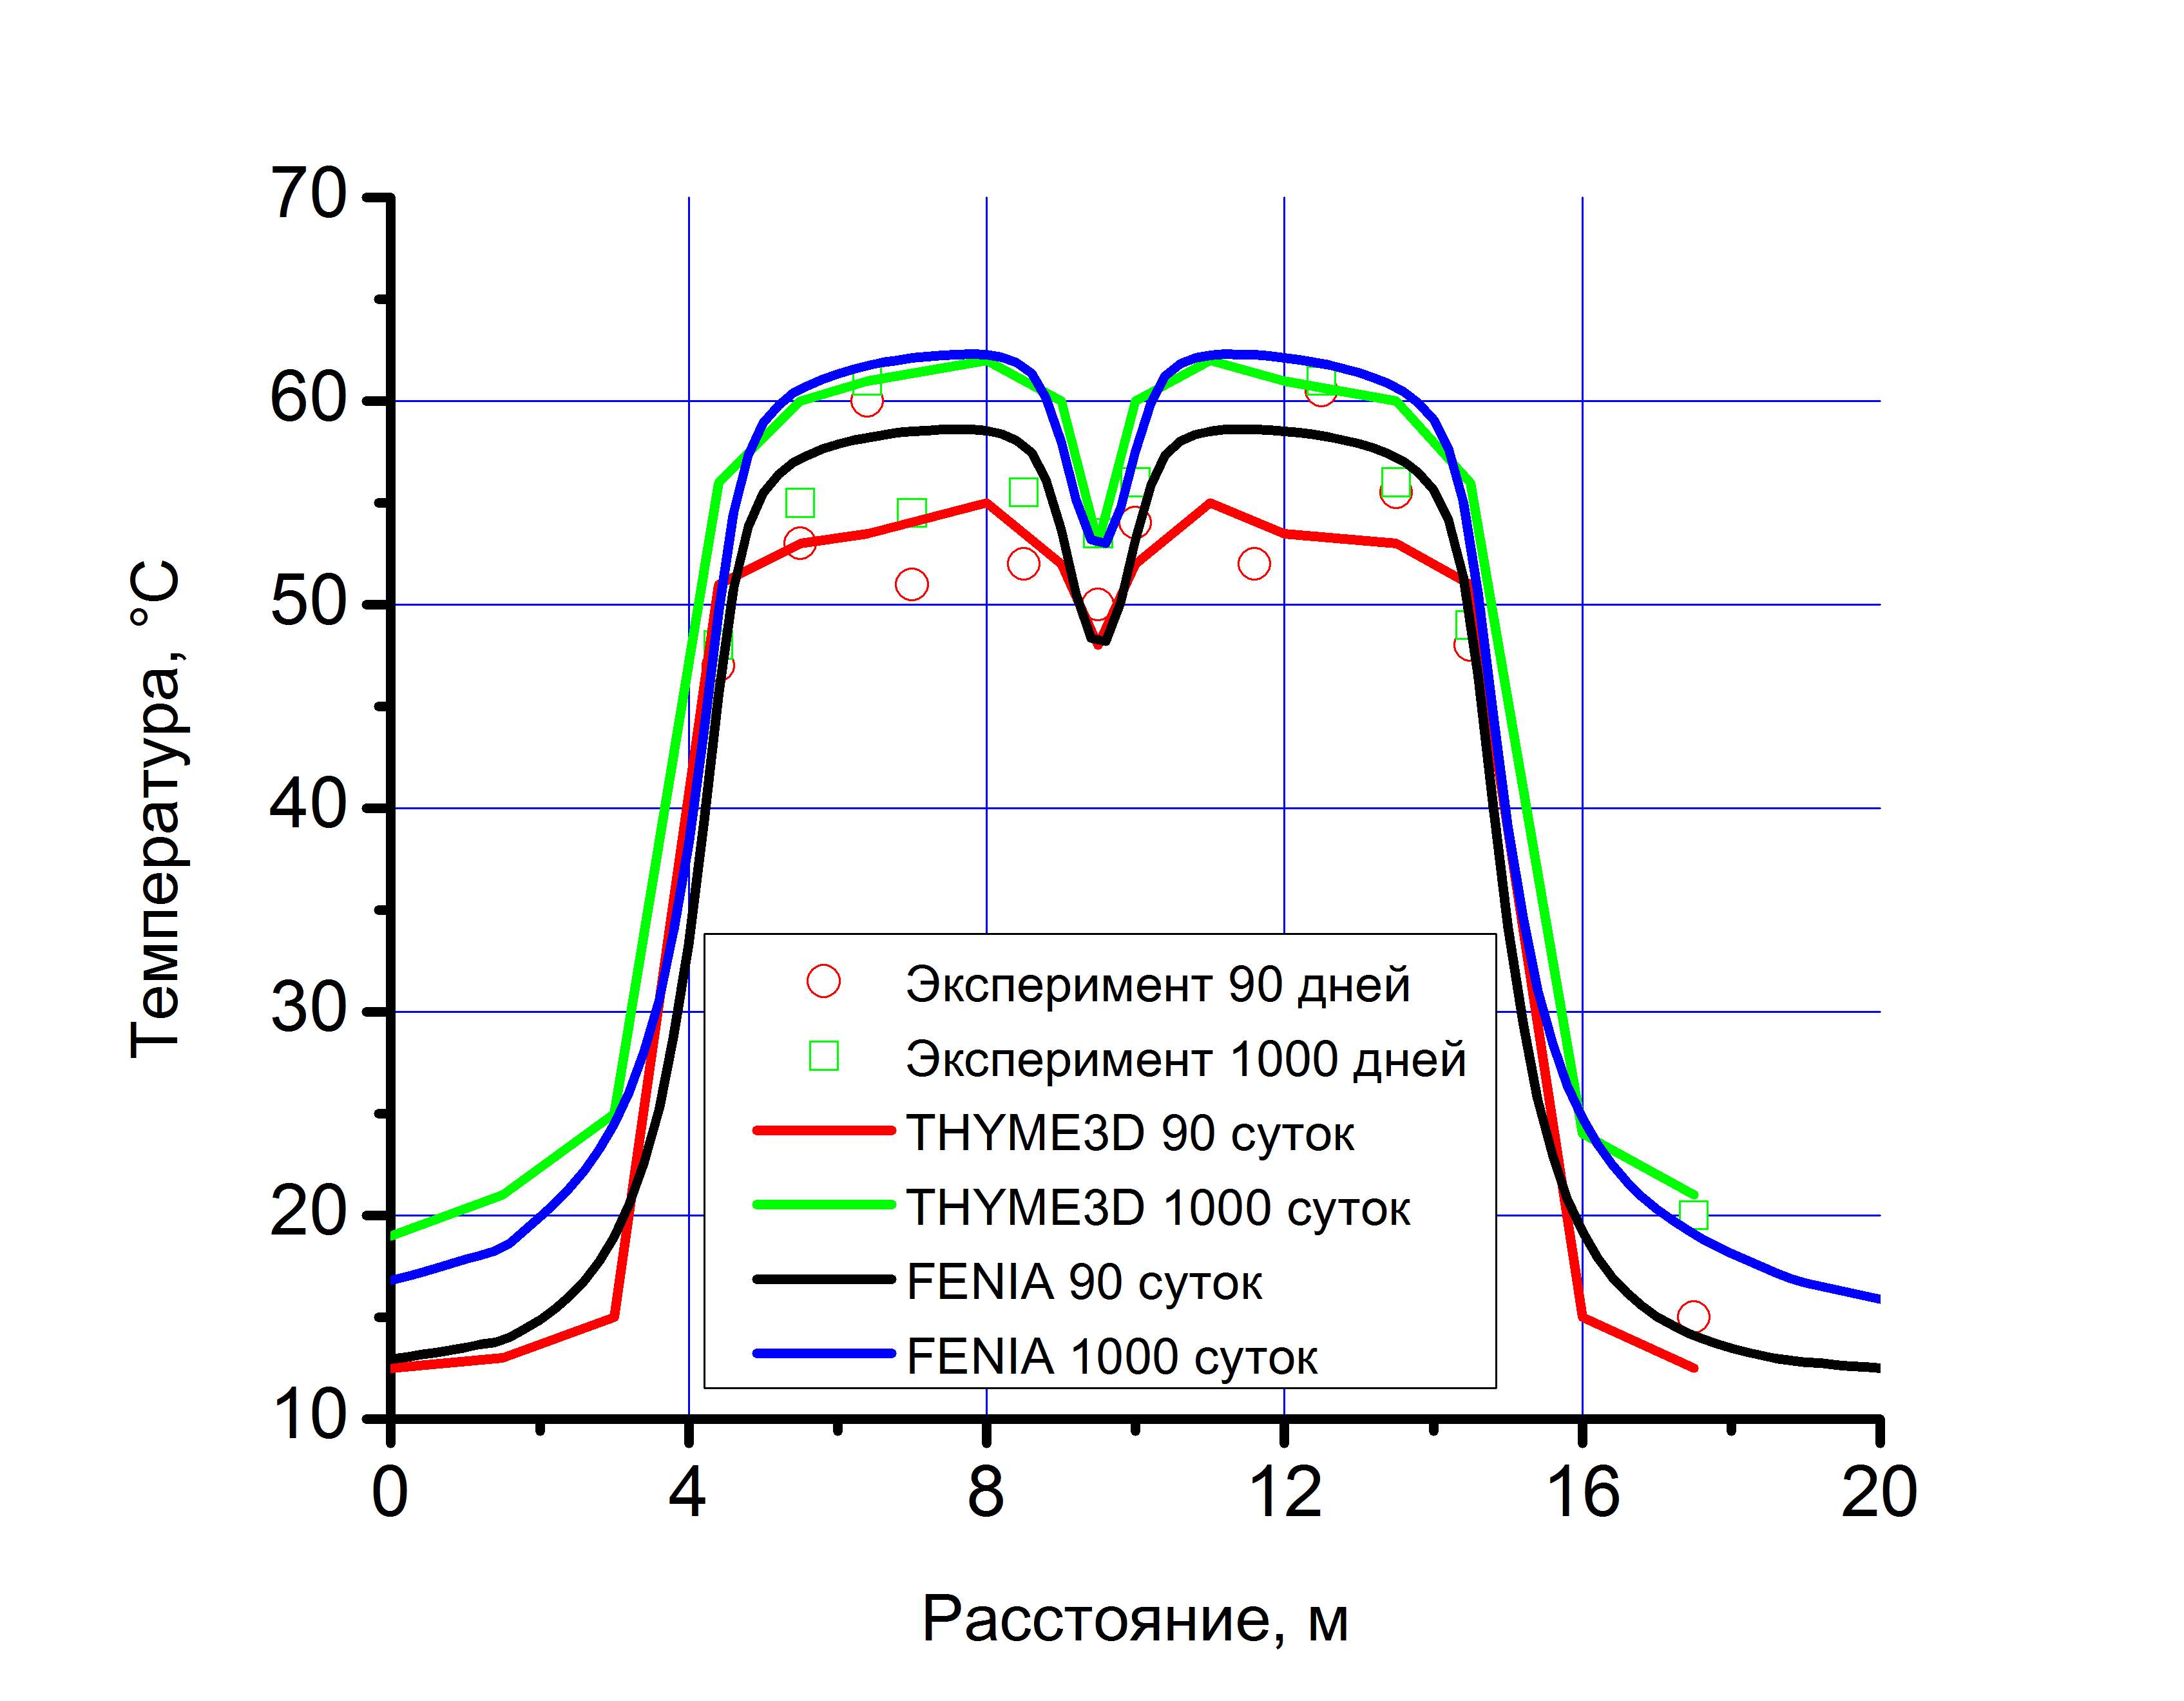 Температура, °C
70
60
50
40
30
20
10
Эксперимент 90 дней
Эксперимент 1000 дней
THYME3D 90 суток
THYME3D 1000 суток
FENIA 90 суток
FENIA 1000 суток
0 4 8 12 16 20
Расстояние, м